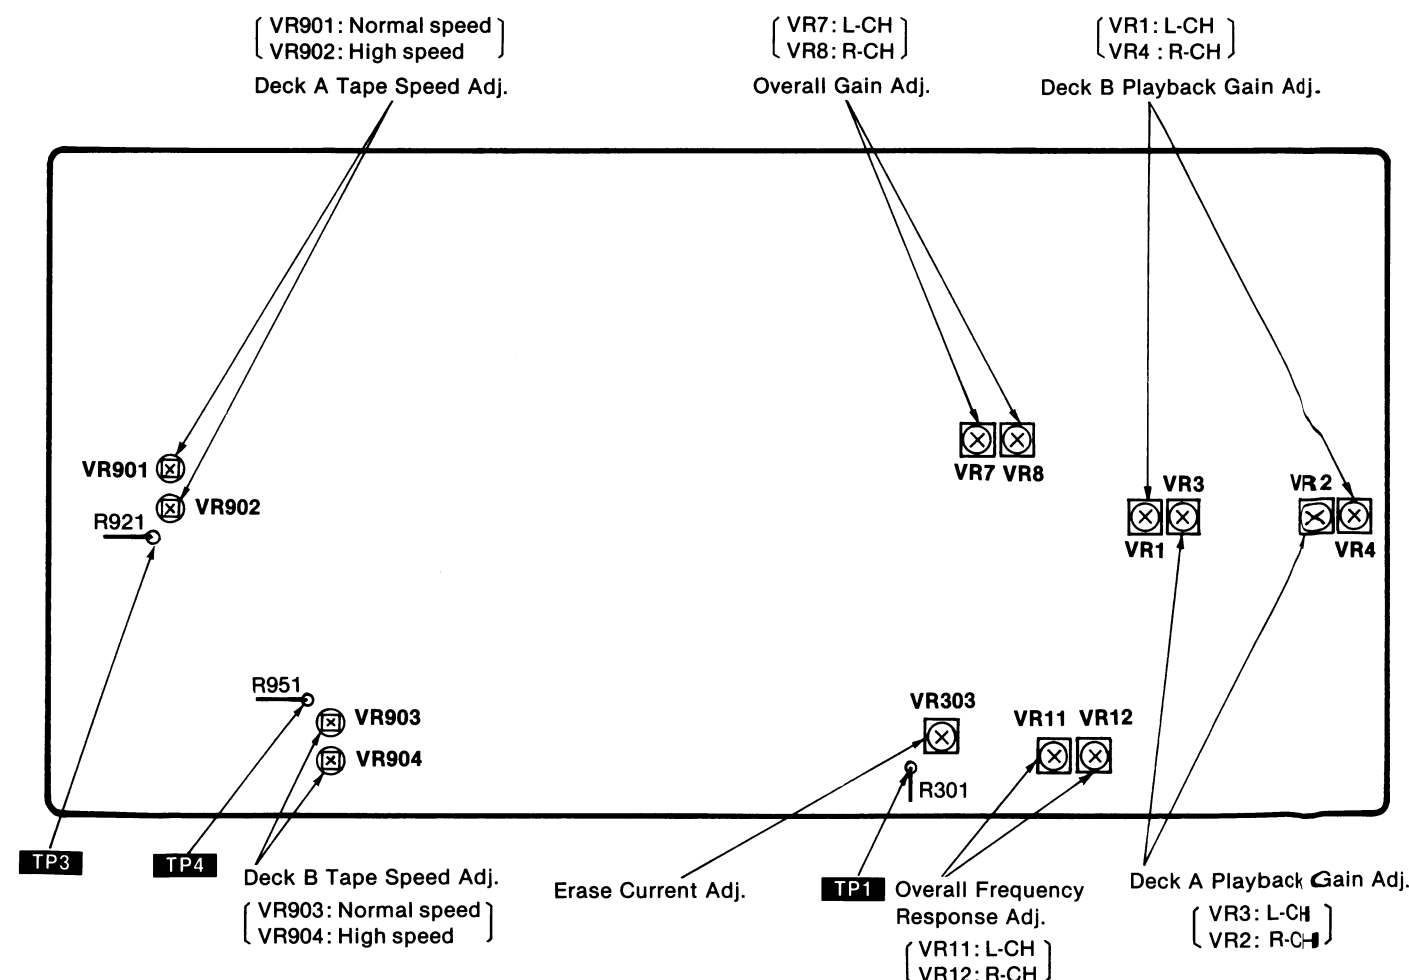 VR901: Normal speed
VR902: High speed
Deck A Tape Speed Adj.
VR7: L-CH
VR8: R-CH
Overall Gain Adj.
VR1: L-CH
VR4 : R-CH
Deck B Playback Gain Adj.
VR901
VR902
R921
VR7 VR8
VR3
VR1
VR2
VR4
R951
VR903
VR904
VR303
R301
VR11 VR12
TP3
TP4
Deck B Tape Speed Adj.
VR903: Normal speed
VR904: High speed
Erase Current Adj.
TP1
Overall Frequency
Response Adj.
VR11: L-CH
VR12: R-CH
Deck A Playback Gain Adj.
VR3: L-CH
VR2: R-CH